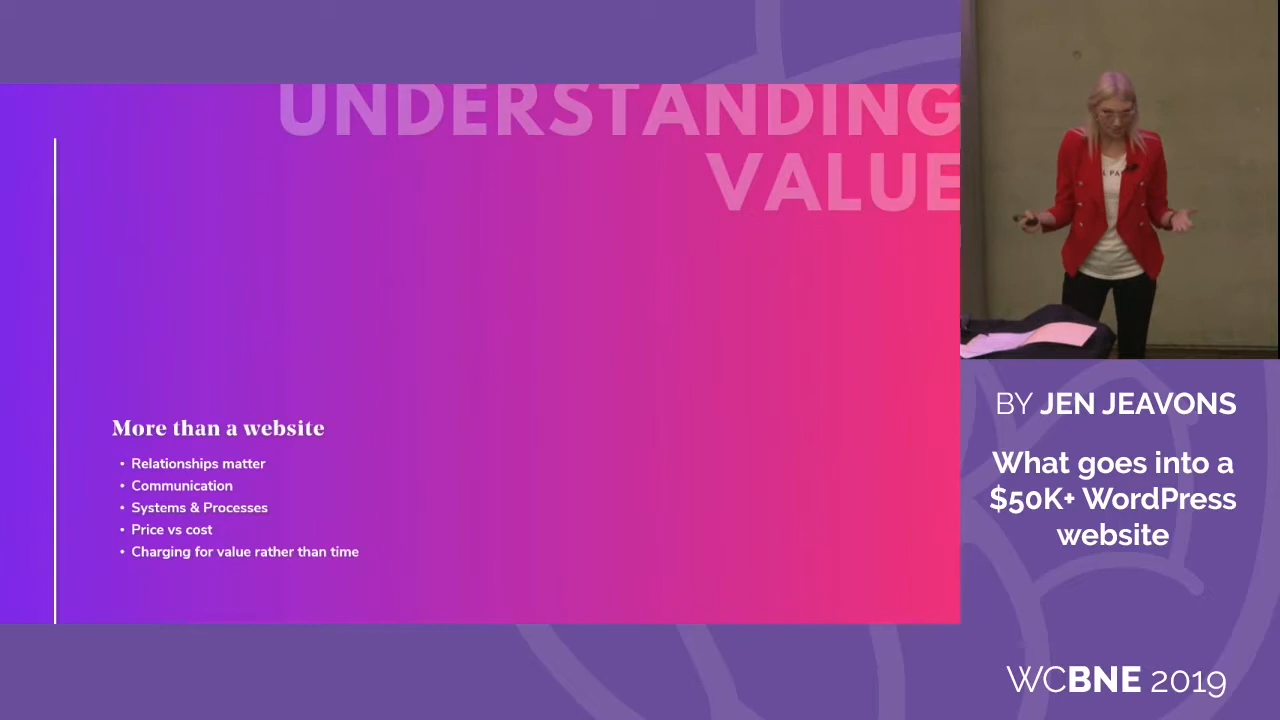 UNDERSTANDING
VALUE
More than a website
• Relationships matter
• Communication
• Systems & Processes
• Price vs cost
• Charging for value rather than time
BY JEN JEAVONS
What goes into a
$50K+ WordPress
website
WCBNE 2019